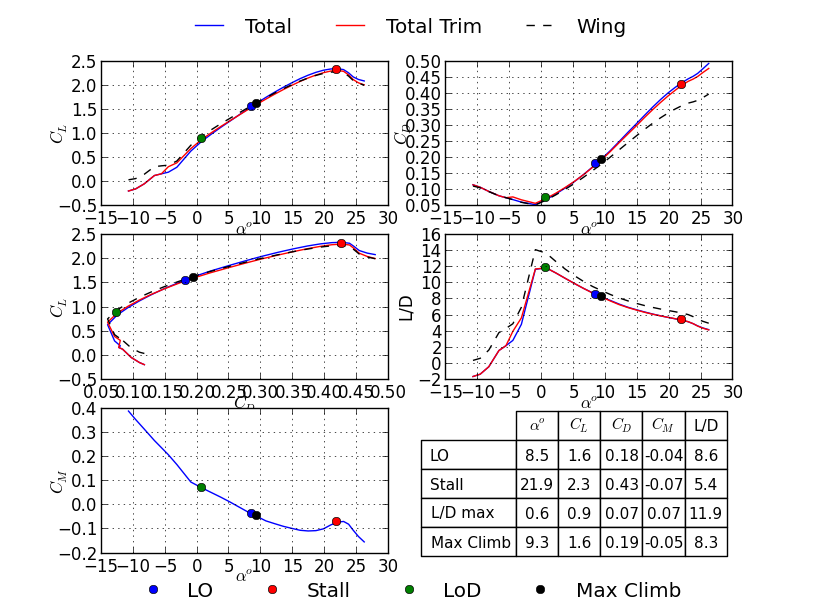 Total Total Trim Wing
2.5 2.0 1.5 1.0 0.5 0.0 −0.5
C_L
−15 −10 −5 0 5 10 15 20 25 30
α°
0.50 0.45 0.40 0.35 0.30 0.25 0.20 0.15 0.10 0.05
C_D
−15 −10 −5 0 5 10 15 20 25 30
α°
2.5 2.0 1.5 1.0 0.5 0.0 −0.5
C_L
0.05 0.10 0.15 0.20 0.25 0.30 0.35 0.40 0.45 0.50
C_D
16 14 12 10 8 6 4 2 0 −2
L/D
−15 −10 −5 0 5 10 15 20 25 30
α°
0.4 0.3 0.2 0.1 0.0 −0.1 −0.2
C_M
−15 −10 −5 0 5 10 15 20 25 30
α°
α° C_L C_D C_M L/D
LO 8.5 1.6 0.18 -0.04 8.6
Stall 21.9 2.3 0.43 -0.07 5.4
L/D max 0.6 0.9 0.07 0.07 11.9
Max Climb 9.3 1.6 0.19 -0.05 8.3
LO Stall LoD Max Climb